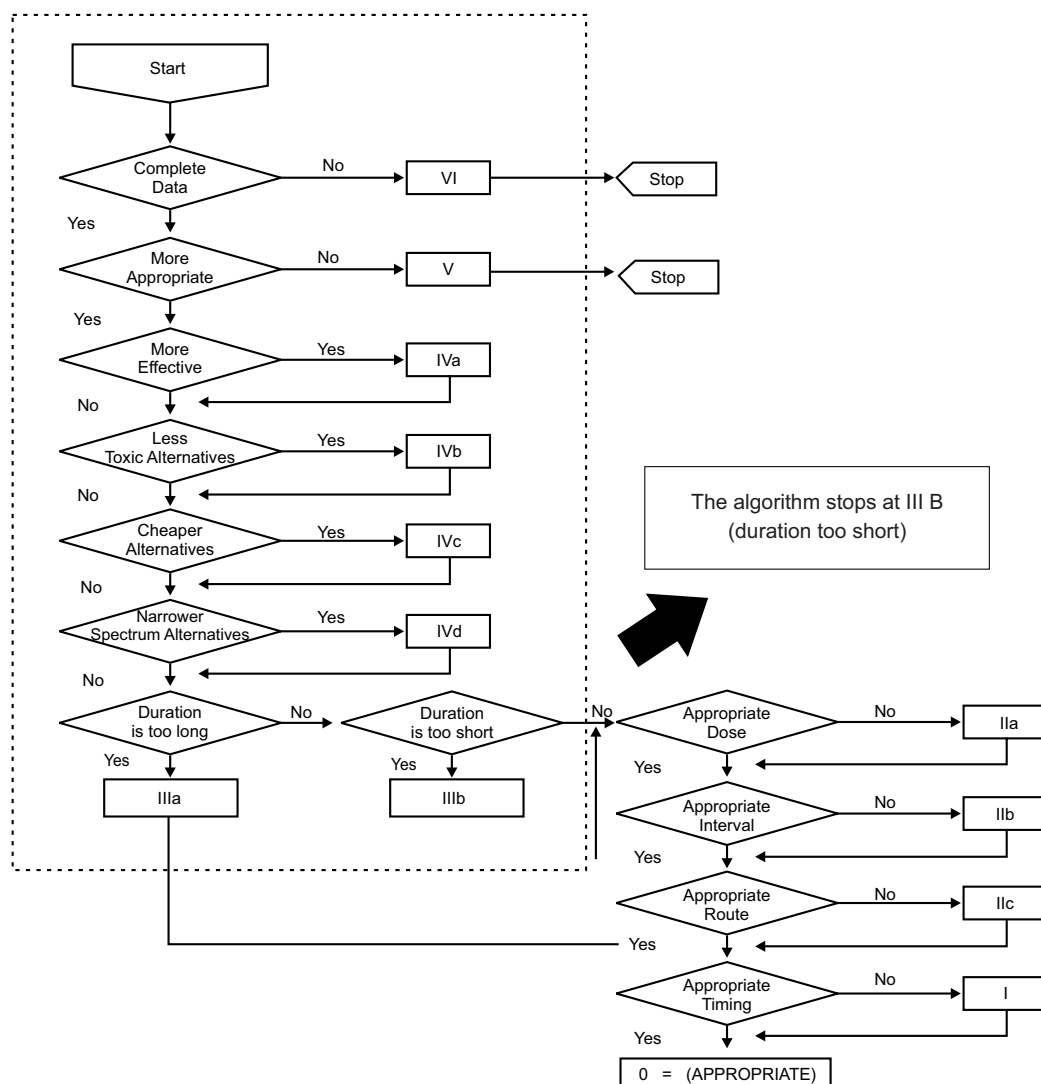 Start
Complete
Data
No
VI
Stop
Yes
More
Appropriate
No
V
Stop
Yes
More
Effective
Yes
IVa
No
Less
Toxic Alternatives
Yes
IVb
No
Cheaper
Alternatives
Yes
IVc
No
Narrower
Spectrum Alternatives
Yes
IVd
No
The algorithm stops at III B
(duration too short)
Duration
is too long
No
Duration
is too short
No
Appropriate
Dose
No
IIa
Yes
Yes
Yes
IIIa
IIIb
Appropriate
Interval
No
IIb
Yes
Appropriate
Route
No
IIc
Yes
Appropriate
Timing
No
I
Yes
0 = (APPROPRIATE)